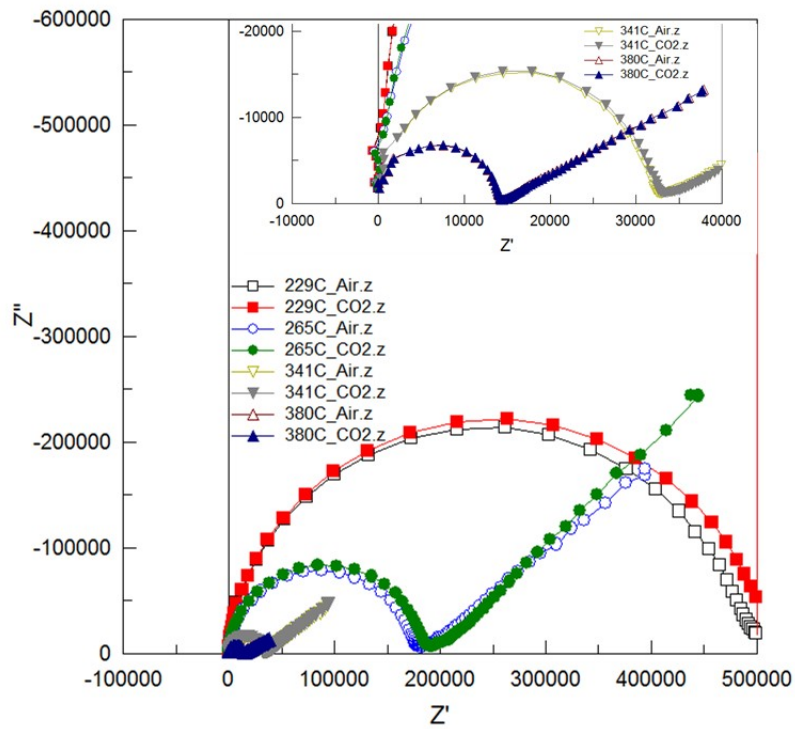 -600000
-500000
-400000
-300000
-200000
-100000
0
Z"
-100000
0
100000
200000
300000
400000
500000
Z'
229C_Air.z
229C_CO2.z
265C_Air.z
265C_CO2.z
341C_Air.z
341C_CO2.z
380C_Air.z
380C_CO2.z
-20000
-10000
0
-10000
0
10000
20000
30000
40000
Z'
341C_Air.z
341C_CO2.z
380C_Air.z
380C_CO2.z